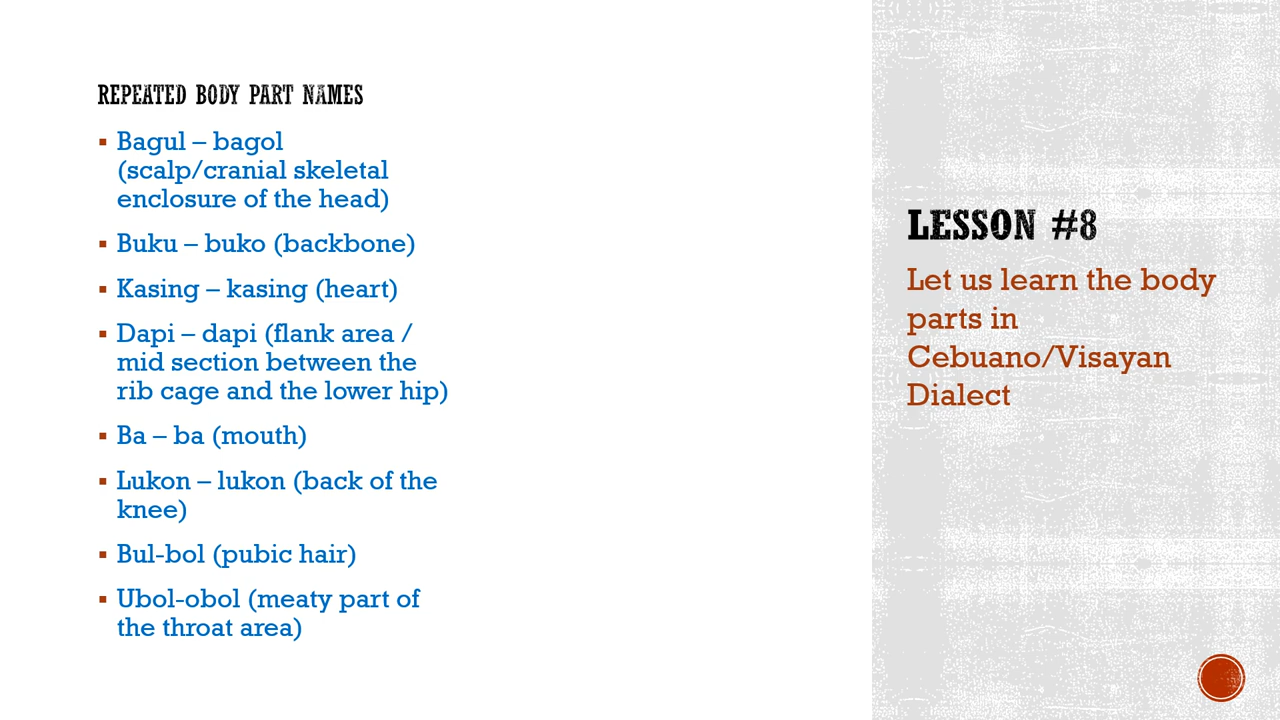 REPEATED BODY PART NAMES
▪ Bagul – bagol
(scalp/cranial skeletal
enclosure of the head)
▪ Buku – buko (backbone)
▪ Kasing – kasing (heart)
▪ Dapi – dapi (flank area /
mid section between the
rib cage and the lower hip)
▪ Ba – ba (mouth)
▪ Lukon – lukon (back of the
knee)
▪ Bul-bol (pubic hair)
▪ Ubol-obol (meaty part of
the throat area)
LESSON #8
Let us learn the body
parts in
Cebuano/Visayan
Dialect